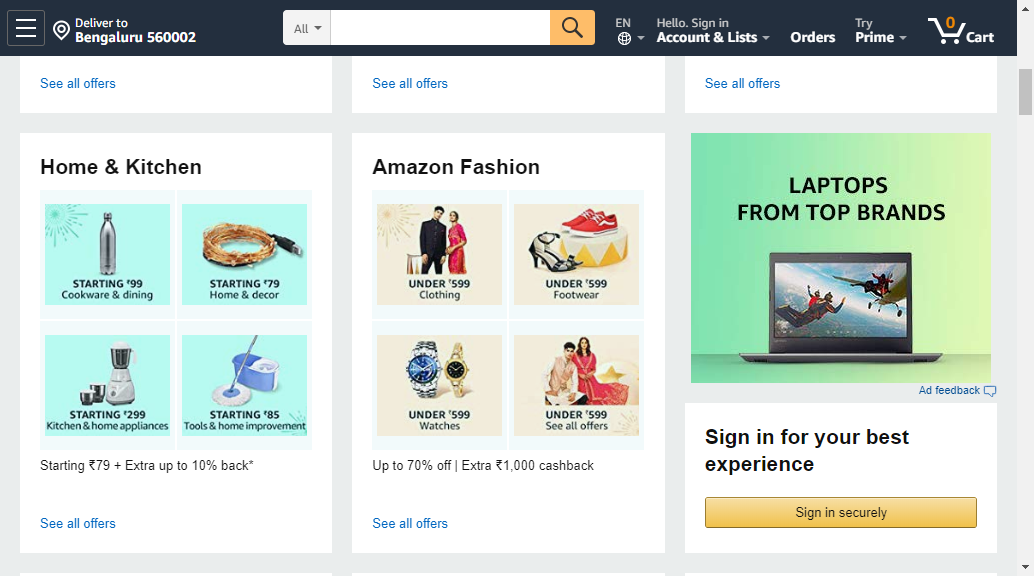 Deliver to
Bengaluru 560002
All
EN
Hello. Sign in
Account & Lists
Orders
Try
Prime
0
Cart
See all offers
See all offers
See all offers
Home & Kitchen
STARTING ₹99
Cookware & dining
STARTING ₹79
Home & decor
STARTING ₹299
Kitchen & home appliances
STARTING ₹85
Tools & home improvement
Starting ₹79 + Extra up to 10% back*
See all offers
Amazon Fashion
UNDER ₹599
Clothing
UNDER ₹599
Footwear
UNDER ₹599
Watches
UNDER ₹599
See all offers
Up to 70% off | Extra ₹1,000 cashback
See all offers
LAPTOPS
FROM TOP BRANDS
Ad feedback
Sign in for your best
experience
Sign in securely